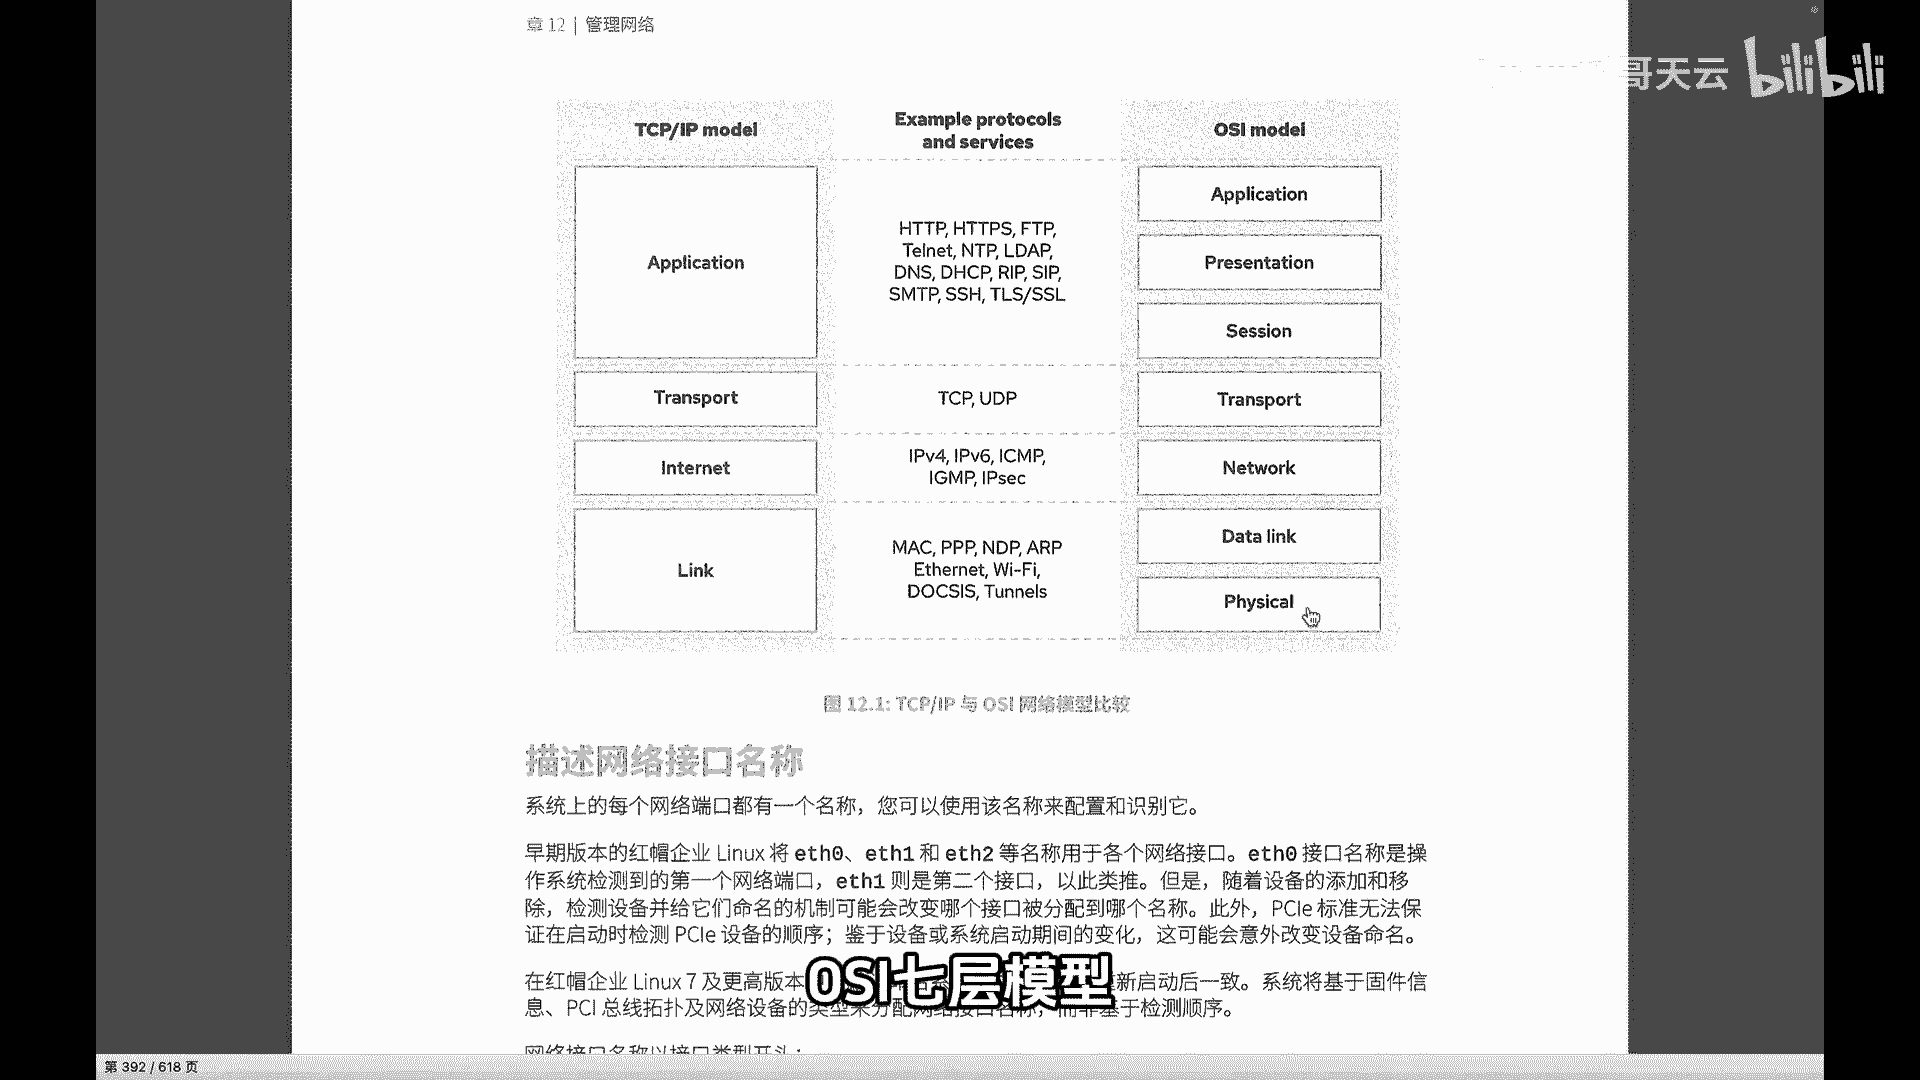 章 12 | 管理网络
哥天云 bilibili
TCP/IP model
Example protocols
and services
OSI model
Application
HTTP, HTTPS, FTP,
Telnet, NTP, LDAP,
DNS, DHCP, RIP, SIP,
SMTP, SSH, TLS/SSL
Application
Presentation
Session
Transport
TCP, UDP
Transport
Internet
IPv4, IPv6, ICMP,
IGMP, IPsec
Network
Link
MAC, PPP, NDP, ARP
Ethernet, Wi-Fi,
DOCSIS, Tunnels
Data link
Physical
图 12.1: TCP/IP 与 OSI 网络模型比较
描述网络接口名称
系统上的每个网络端口都有一个名称，您可以使用该名称来配置和识别它。
早期版本的红帽企业 Linux 将 eth0、eth1 和 eth2 等名称用于各个网络接口。eth0 接口名称是操
作系统检测到的第一个网络端口，eth1 则是第二个接口，以此类推。但是，随着设备的添加和移
除，检测设备并给它们命名的机制可能会改变哪个接口被分配到哪个名称。此外，PCIe 标准无法保
证在启动时检测 PCIe 设备的顺序；鉴于设备或系统启动期间的变化，这可能会意外改变设备命名。
在红帽企业 Linux 7 及更高版本 新启动后一致。系统将基于固件信
息、PCI 总线拓扑及网络设备的类型来分配网络接口名称，而非基于检测顺序。
OSI七层模型
网络接口名称以接口类型开头：
第 392 / 618 页